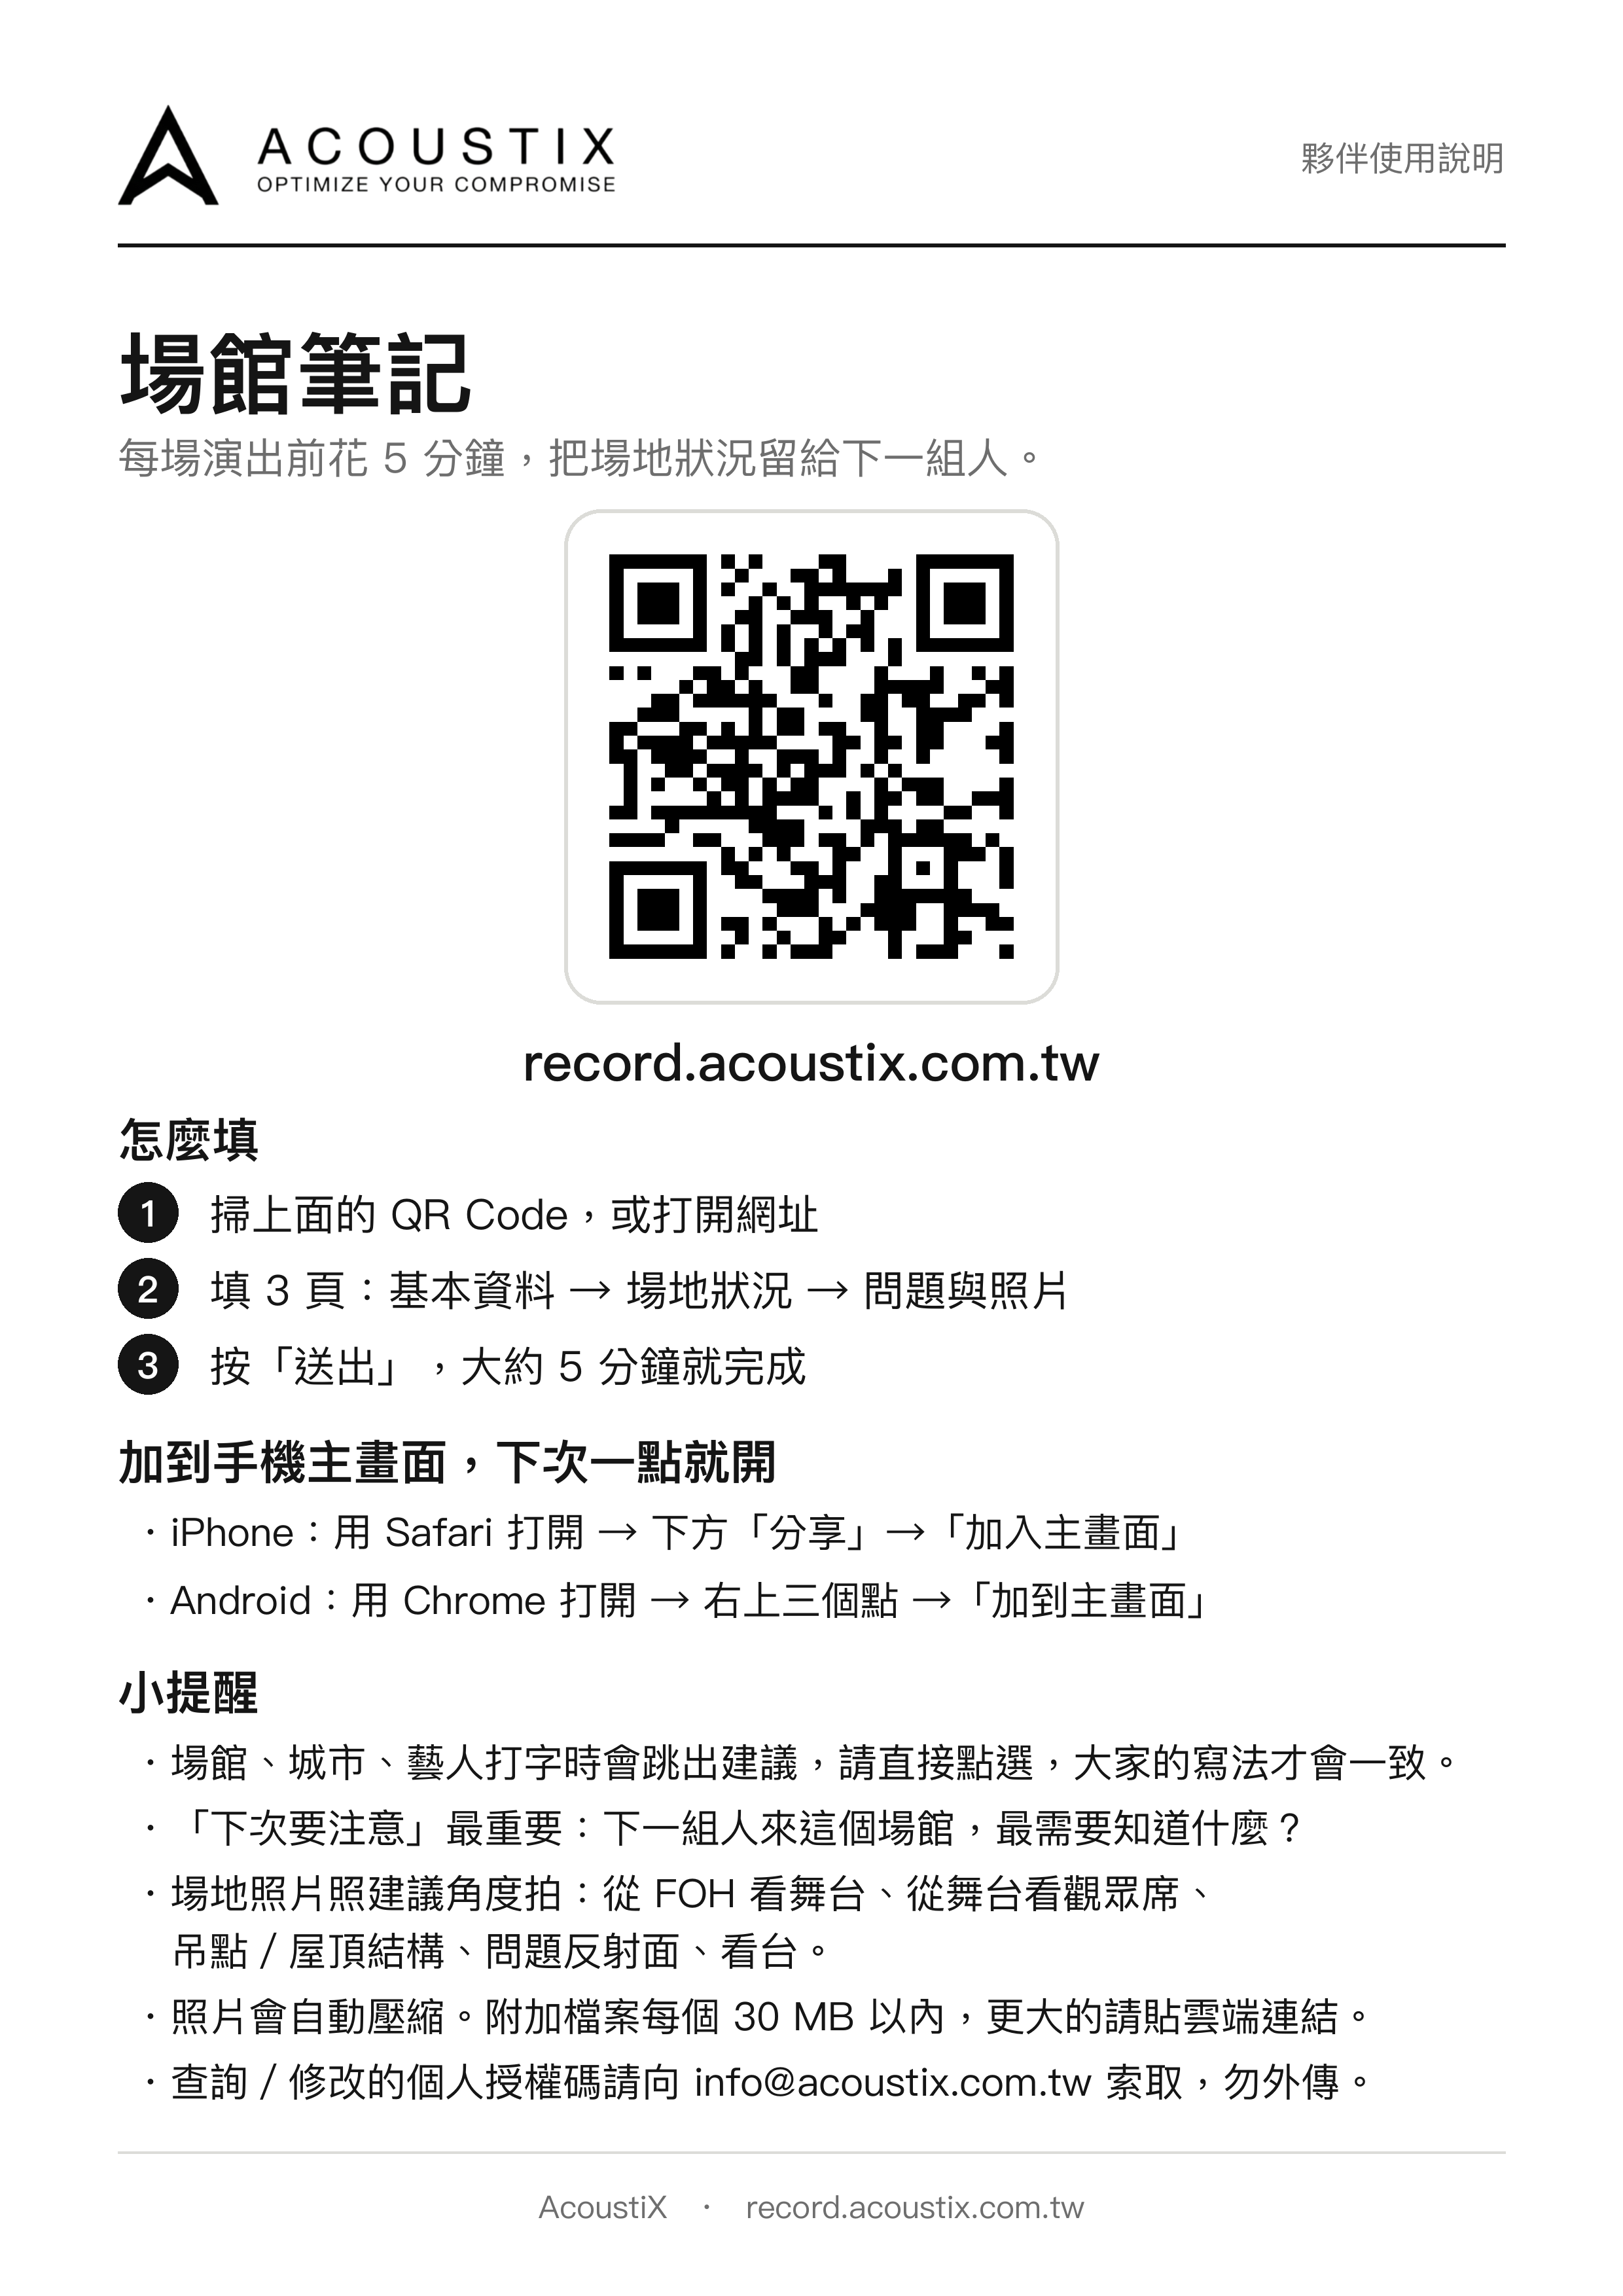 ACOUSTIX
OPTIMIZE YOUR COMPROMISE
夥伴使用說明
場館筆記
每場演出前花 5 分鐘，把場地狀況留給下一組人。
record.acoustix.com.tw
怎麼填
1 掃上面的 QR Code，或打開網址
2 填 3 頁：基本資料 → 場地狀況 → 問題與照片
3 按「送出」，大約 5 分鐘就完成
加到手機主畫面，下次一點就開
· iPhone：用 Safari 打開 → 下方「分享」→「加入主畫面」
· Android：用 Chrome 打開 → 右上三個點 →「加到主畫面」
小提醒
· 場館、城市、藝人打字時會跳出建議，請直接點選，大家的寫法才會一致。
· 「下次要注意」最重要：下一組人來這個場館，最需要知道什麼？
· 場地照片照建議角度拍：從 FOH 看舞台、從舞台看觀眾席、
吊點 / 屋頂結構、問題反射面、看台。
· 照片會自動壓縮。附加檔案每個 30 MB 以內，更大的請貼雲端連結。
· 查詢 / 修改的個人授權碼請向 info@acoustix.com.tw 索取，勿外傳。
AcoustiX · record.acoustix.com.tw